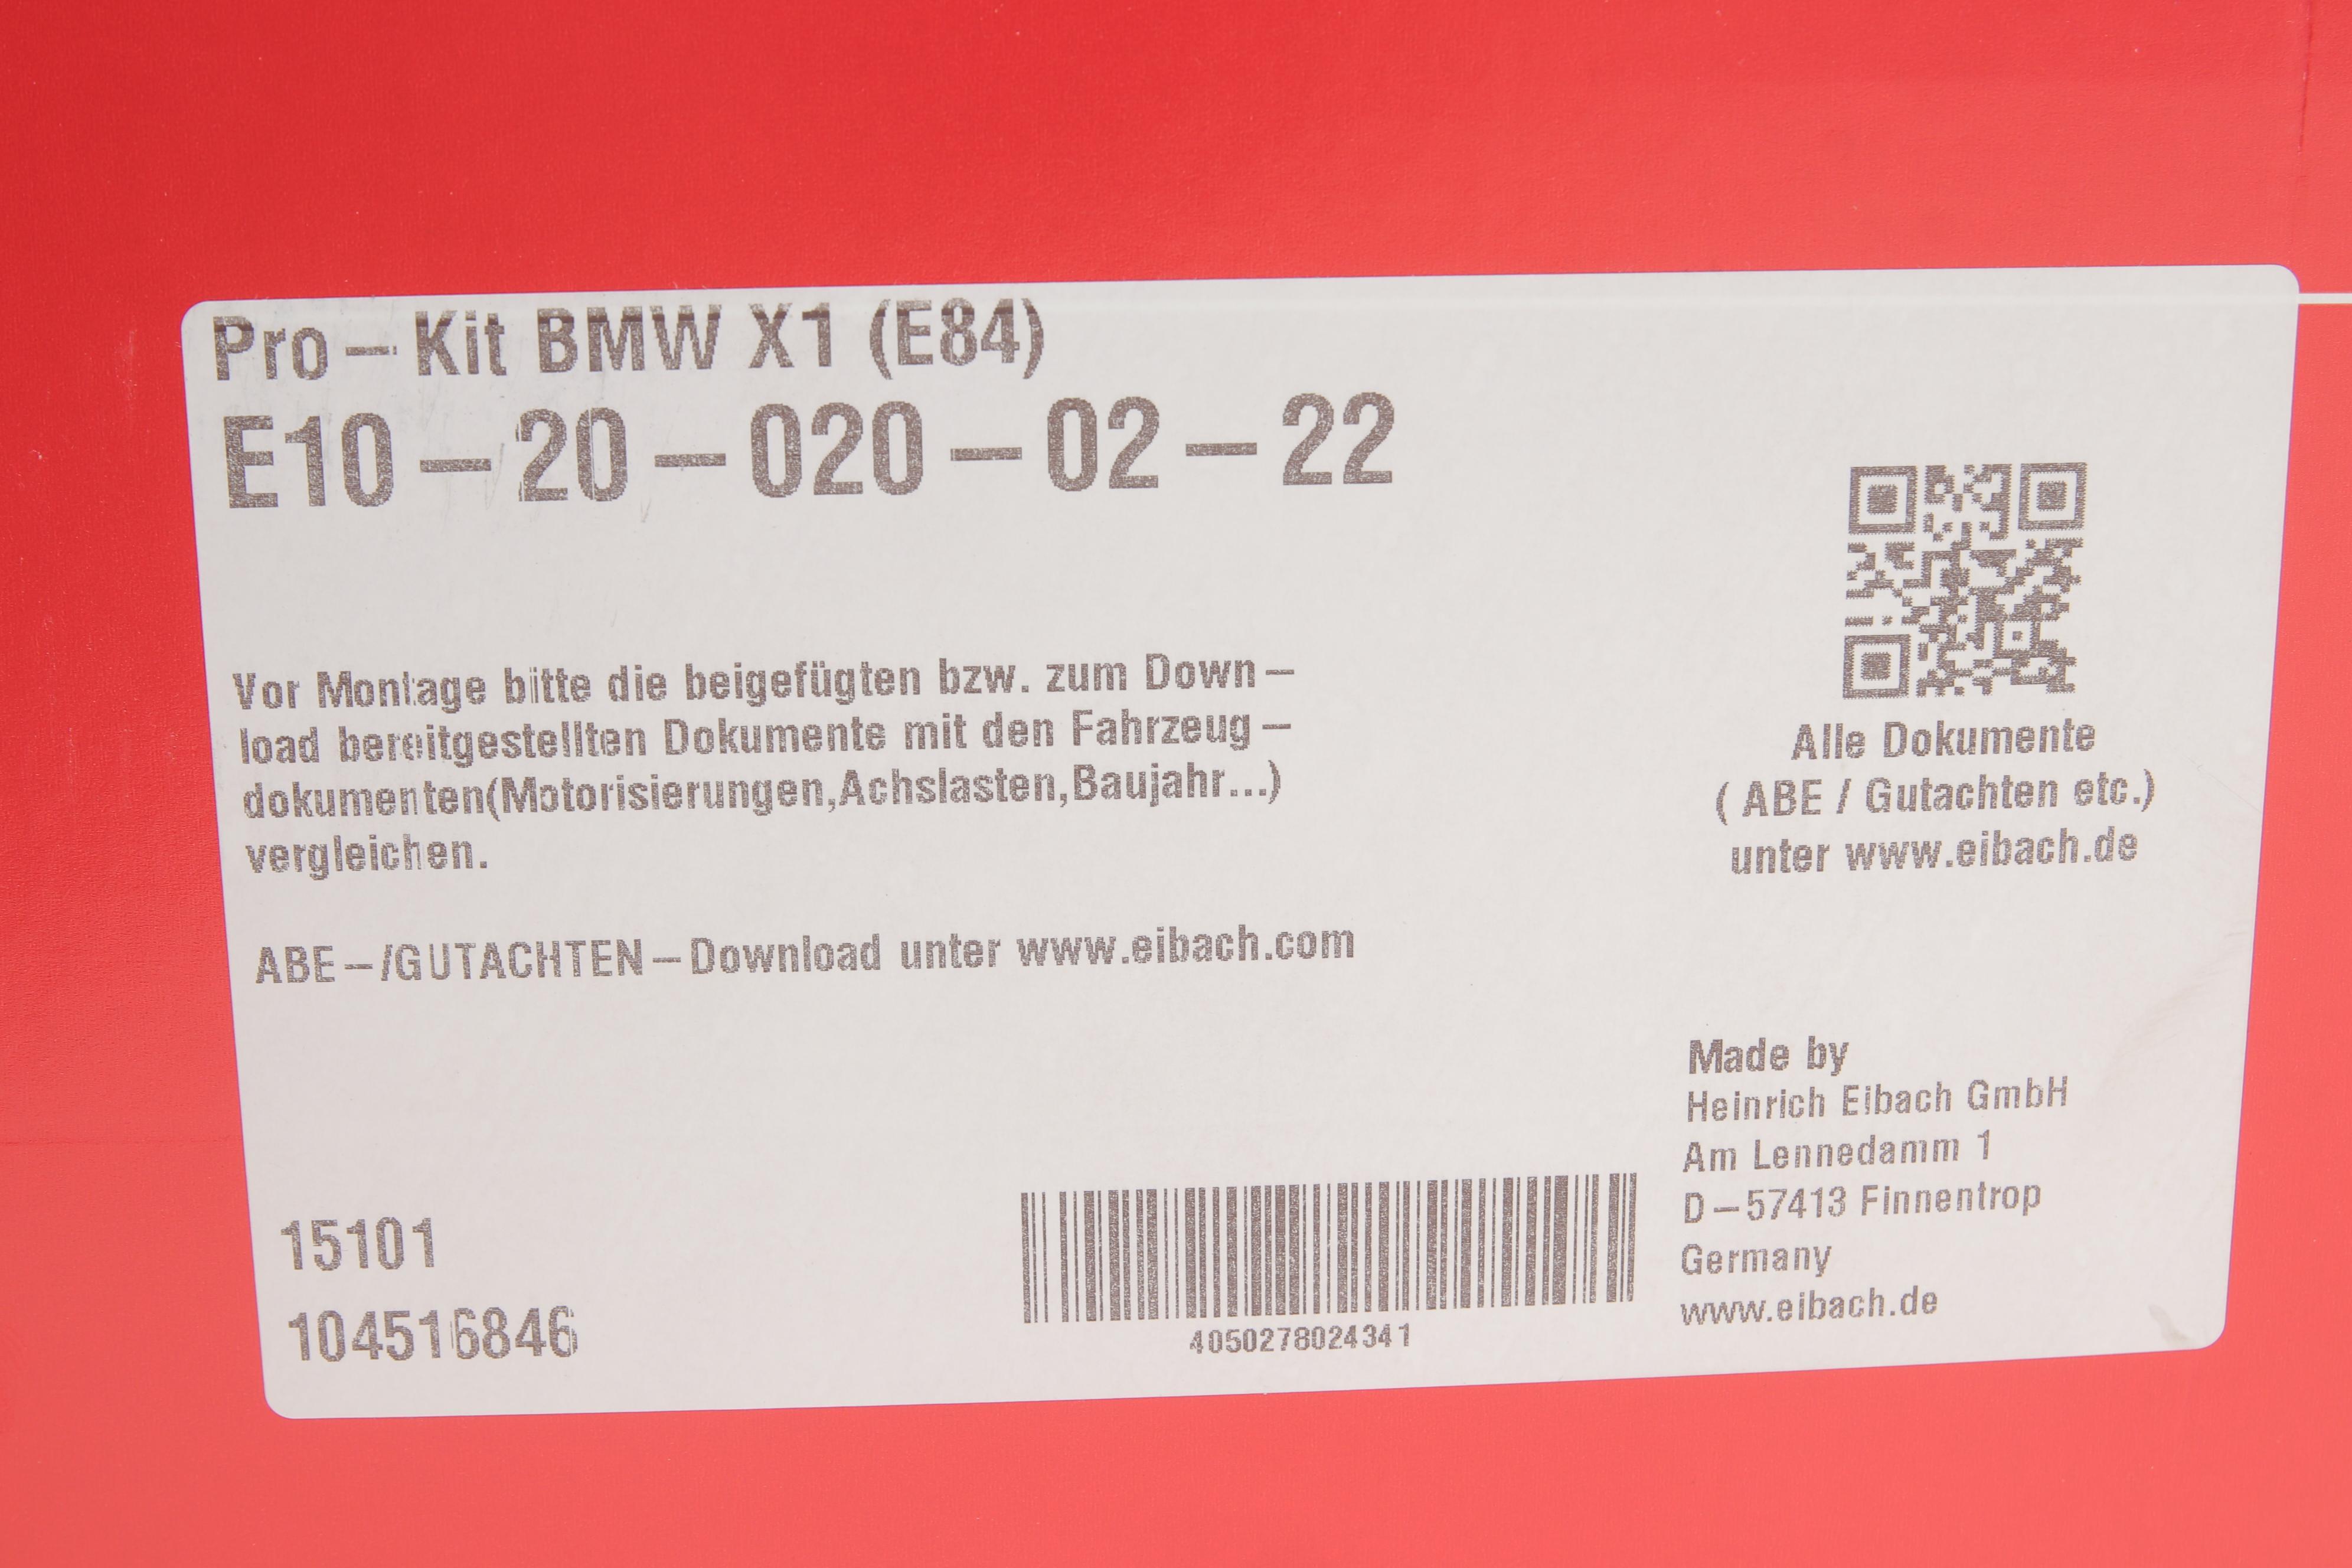 Pro-Kit BMW X1 (E84)
E10-20-020-02-22
Vor Montage bitte die beigefügten bzw. zum Down-
load bereitgestellten Dokumente mit den Fahrzeug-
dokumenten(Motorisierungen,Achslasten,Baujahr...)
vergleichen.
ABE-/GUTACHTEN-Download unter www.eibach.com
Alle Dokumente
( ABE / Gutachten etc.)
unter www.eibach.de
15101
104516846
4050278024341
Made by
Heinrich Eibach GmbH
Am Lennedamm 1
D-57413 Finnentrop
Germany
www.eibach.de